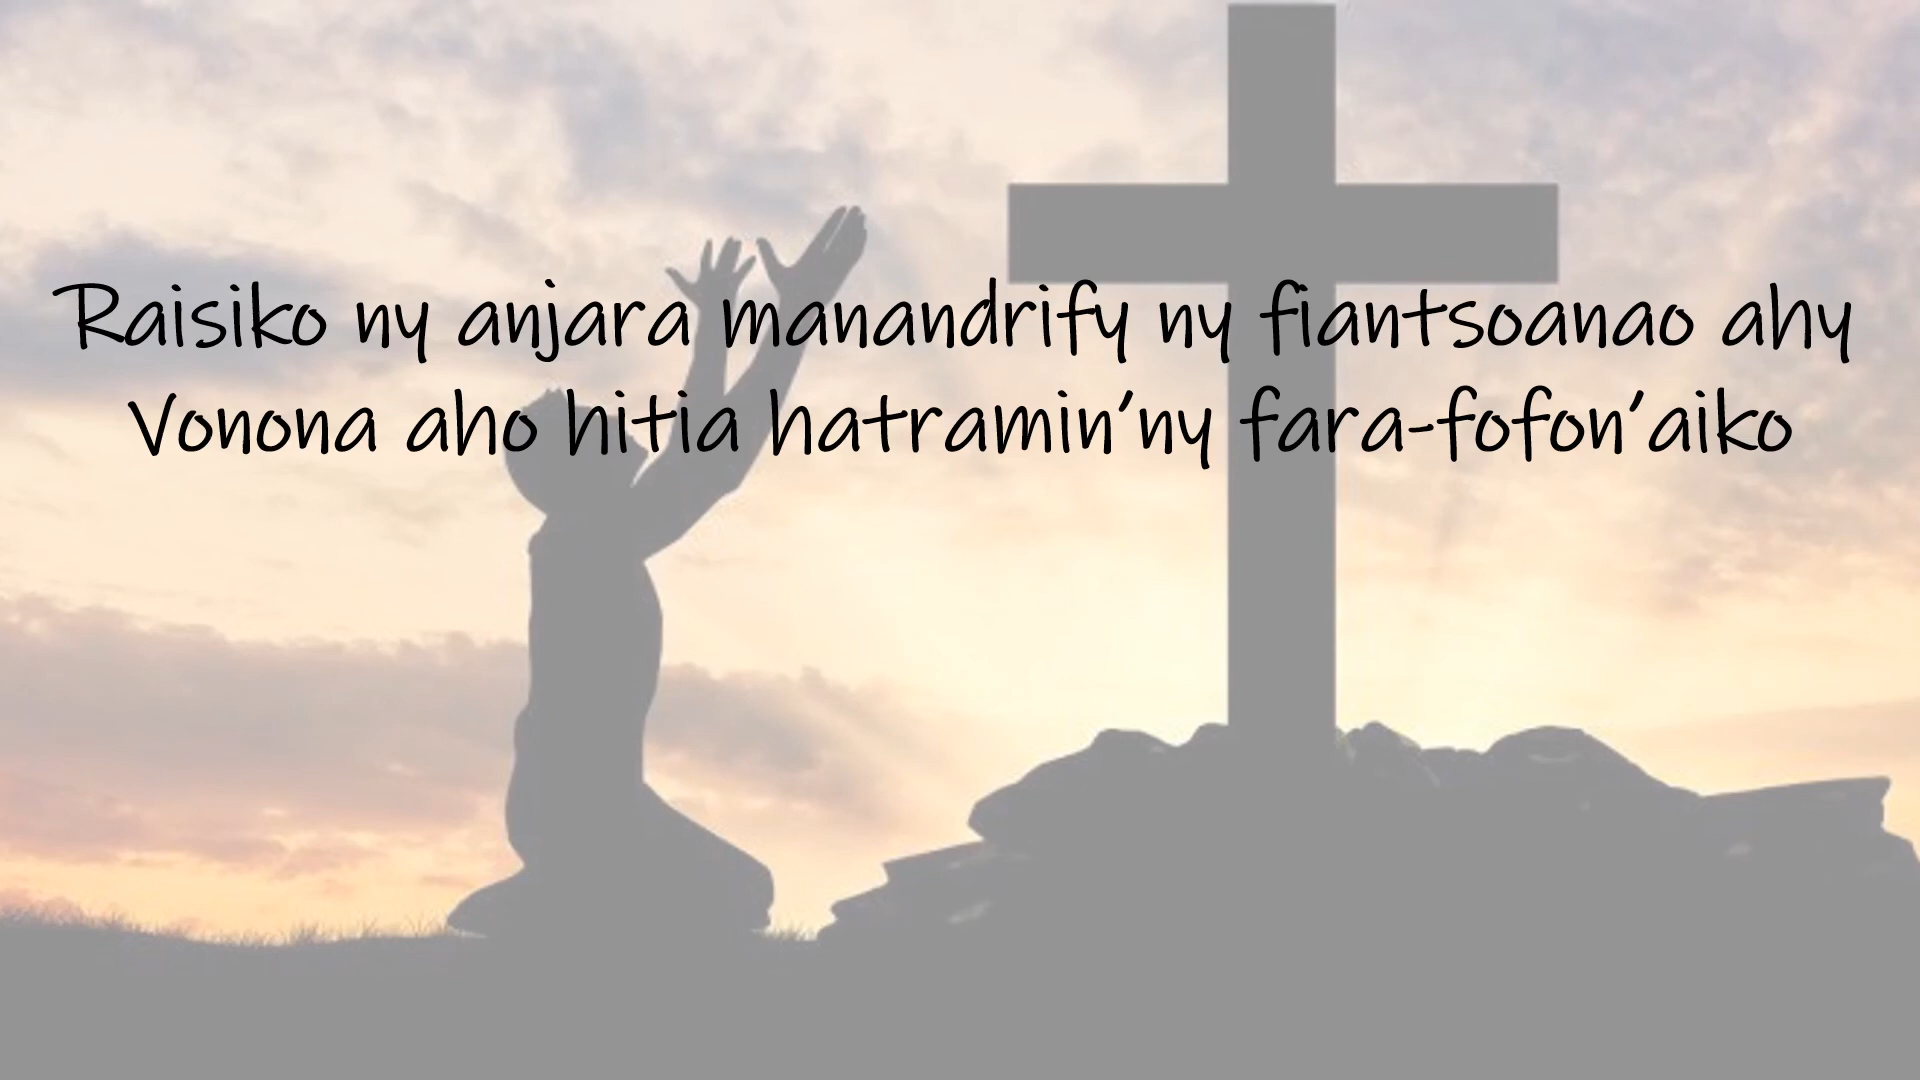 Raisiko ny anjara manandrify ny fiantsoanao ahy
Vonona aho hitia hatramin’ny fara-fofon’aiko